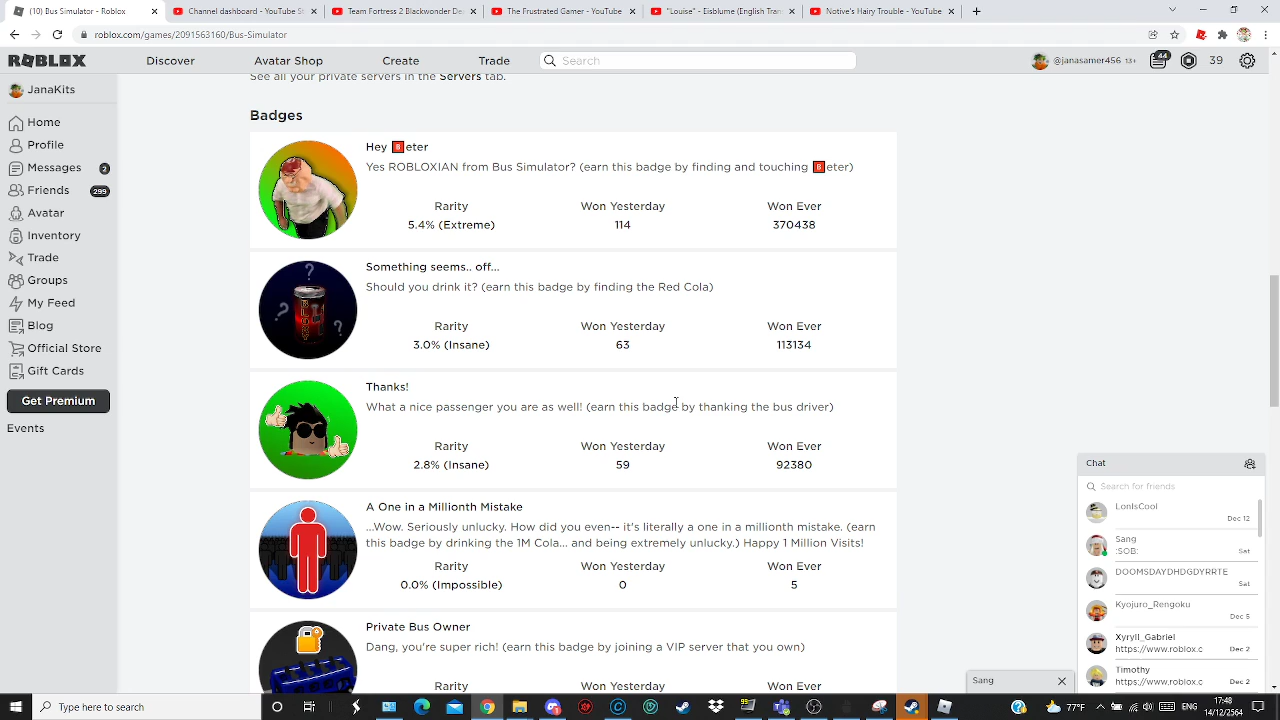 (10) Bus Simulator - Roblox
Channel dashboard - YouTube St
Team Fortress 2 Blackwonder De
The Frustrated Gamer - YouTube
"Louise" - Eisblume (English Tran
Notive's Hairy Trouble - YouTube
roblox.com/games/2091563160/Bus-Simulator
ROBLOX
Discover
Avatar Shop
Create
Trade
Search
@janasamer456 13+
39
JanaKits
Home
Profile
Messages 2
Friends 299
Avatar
Inventory
Trade
Groups
My Feed
Blog
Official Store
Gift Cards
Get Premium
Events
See all your private servers in the Servers tab.
Badges
Hey 🅱eter
Yes ROBLOXIAN from Bus Simulator? (earn this badge by finding and touching 🅱eter)
Rarity Won Yesterday Won Ever
5.4% (Extreme) 114 370438
Something seems.. off...
Should you drink it? (earn this badge by finding the Red Cola)
Rarity Won Yesterday Won Ever
3.0% (Insane) 63 113134
Thanks!
What a nice passenger you are as well! (earn this badge by thanking the bus driver)
Rarity Won Yesterday Won Ever
2.8% (Insane) 59 92380
A One in a Millionth Mistake
...Wow. Seriously unlucky. How did you even-- it's literally a one in a millionth mistake. (earn
this badge by drinking the 1M Cola... and being extremely unlucky.) Happy 1 Million Visits!
Rarity Won Yesterday Won Ever
0.0% (Impossible) 0 5
Private Bus Owner
Dang, you're super rich! (earn this badge by joining a VIP server that you own)
Rarity Won Yesterday Won Ever
Chat
Search for friends
LonIsCool
Dec 12
Sang
:SOB: Sat
DOOMSDAYDHDGDYRRTE
Sat
Kyojuro_Rengoku
Dec 5
Xyryll_Gabriel
https://www.roblox.c Dec 2
Timothy
https://www.roblox.c Dec 2
Sang
Type here to search
77°F
17:48
14/12/2564